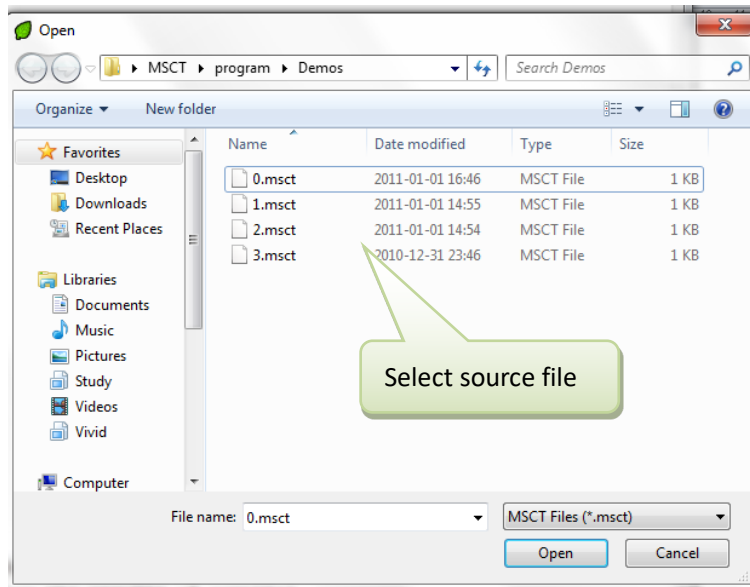 Open
MSCT program Demos Search Demos
Organize New folder
Name Date modified Type Size
Favorites
Desktop
Downloads
Recent Places
Libraries
Documents
Music
Pictures
Study
Videos
Vivid
Computer
0.msct 2011-01-01 16:46 MSCT File 1 KB
1.msct 2011-01-01 14:55 MSCT File 1 KB
2.msct 2011-01-01 14:54 MSCT File 1 KB
3.msct 2010-12-31 23:46 MSCT File 1 KB
Select source file
File name: 0.msct MSCT Files (*.msct)
Open Cancel